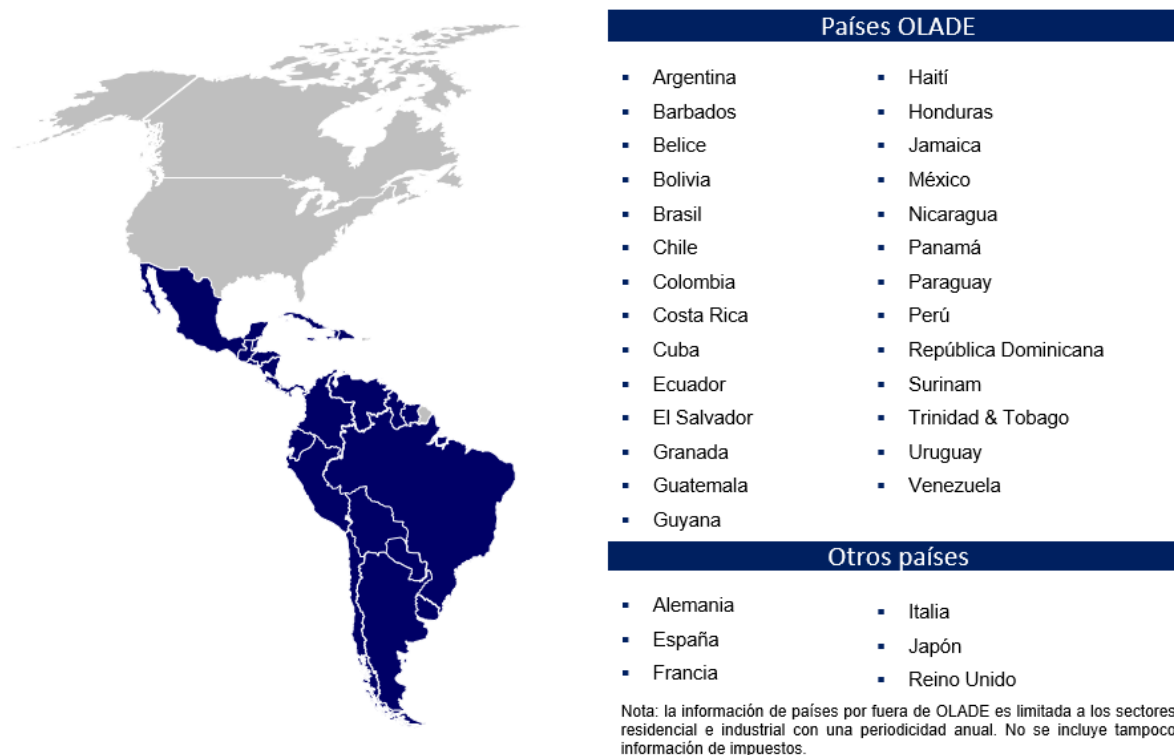 Países OLADE
Argentina
Barbados
Belice
Bolivia
Brasil
Chile
Colombia
Costa Rica
Cuba
Ecuador
El Salvador
Granada
Guatemala
Guyana
Haití
Honduras
Jamaica
México
Nicaragua
Panamá
Paraguay
Perú
República Dominicana
Surinam
Trinidad & Tobago
Uruguay
Venezuela
Otros países
Alemania
España
Francia
Italia
Japón
Reino Unido
Nota: la información de países por fuera de OLADE es limitada a los sectores
residencial e industrial con una periodicidad anual. No se incluye tampoco
información de impuestos.